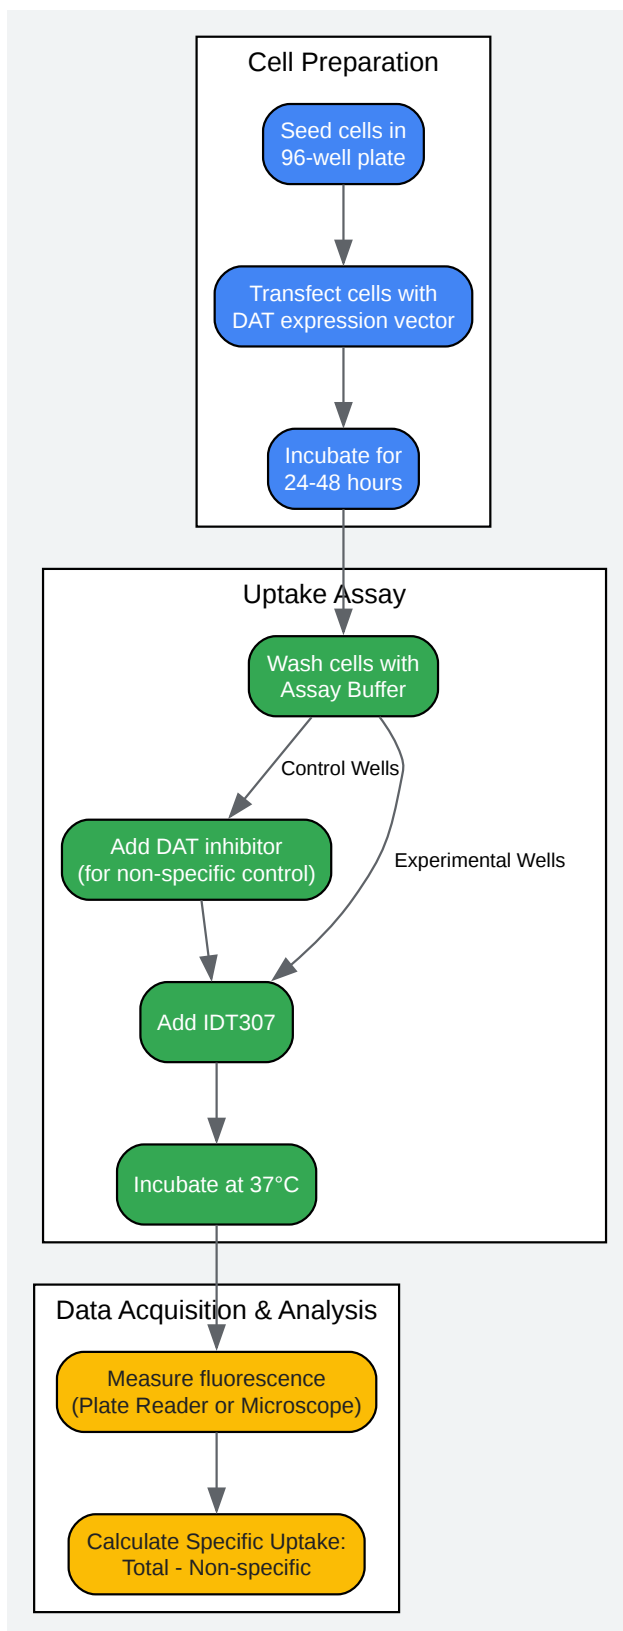 Cell Preparation
Seed cells in
96-well plate
Transfect cells with
DAT expression vector
Incubate for
24-48 hours
Uptake Assay
Wash cells with
Assay Buffer
Control Wells
Add DAT inhibitor
(for non-specific control)
Experimental Wells
Add IDT307
Incubate at 37°C
Data Acquisition & Analysis
Measure fluorescence
(Plate Reader or Microscope)
Calculate Specific Uptake:
Total - Non-specific